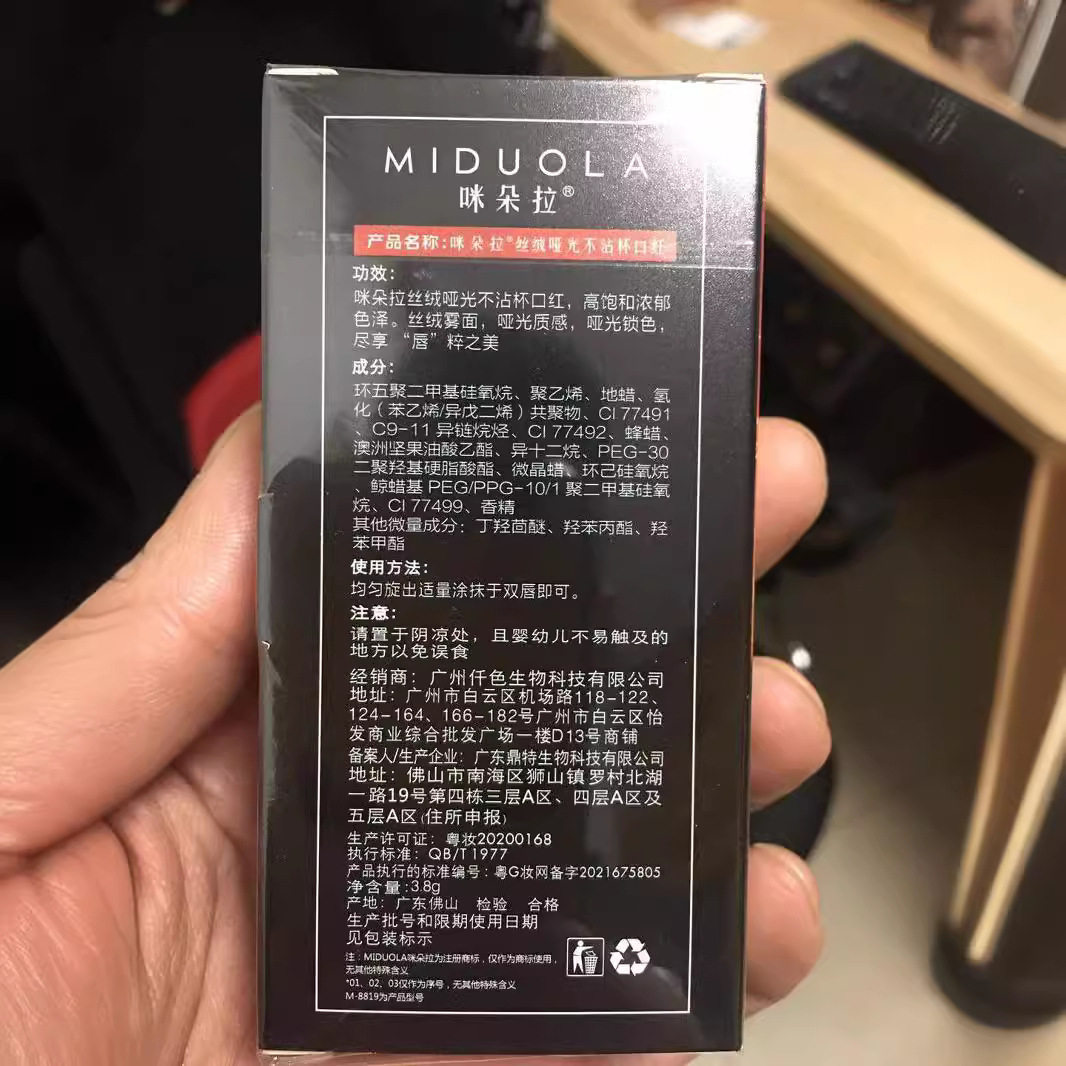 MIDUOLA
咪朵拉®
产品名称:咪朵拉®丝绒哑光不沾杯口红
功效:
咪朵拉丝绒哑光不沾杯口红，高饱和浓郁
色泽。丝绒雾面，哑光质感，哑光锁色，
尽享“唇”粹之美
成分:
环五聚二甲基硅氧烷、聚乙烯、地蜡、氢
化（苯乙烯/异戊二烯）共聚物、CI 77491
、C9-11 异链烷烃、CI 77492、蜂蜡、
澳洲坚果油酸乙酯、异十二烷、PEG-30
二聚羟基硬脂酸酯、微晶蜡、环己硅氧烷
、鲸蜡基 PEG/PPG-10/1 聚二甲基硅氧
烷、CI 77499、香精
其他微量成分：丁羟茴醚、羟苯丙酯、羟
苯甲酯
使用方法:
均匀旋出适量涂抹于双唇即可。
注意:
请置于阴凉处，且婴幼儿不易触及的
地方以免误食
经销商：广州仟色生物科技有限公司
地址：广州市白云区机场路118-122、
124-164、166-182号广州市白云区怡
发商业综合批发广场一楼D13号商铺
备案人/生产企业：广东鼎特生物科技有限公司
地址：佛山市南海区狮山镇罗村北湖
一路19号第四栋三层A区、四层A区及
五层A区(住所申报)
生产许可证：粤妆20200168
执行标准：QB/T1977
产品执行的标准编号：粤G妆网备字2021675805
净含量:3.8g
产地：广东佛山 检验 合格
生产批号和限期使用日期
见包装标示
注：MIDUOLA咪朵拉为注册商标，仅作为商标使用，
无其他特殊含义
*01、02、03仅作为序号，无其他特殊含义
M-8819为产品型号